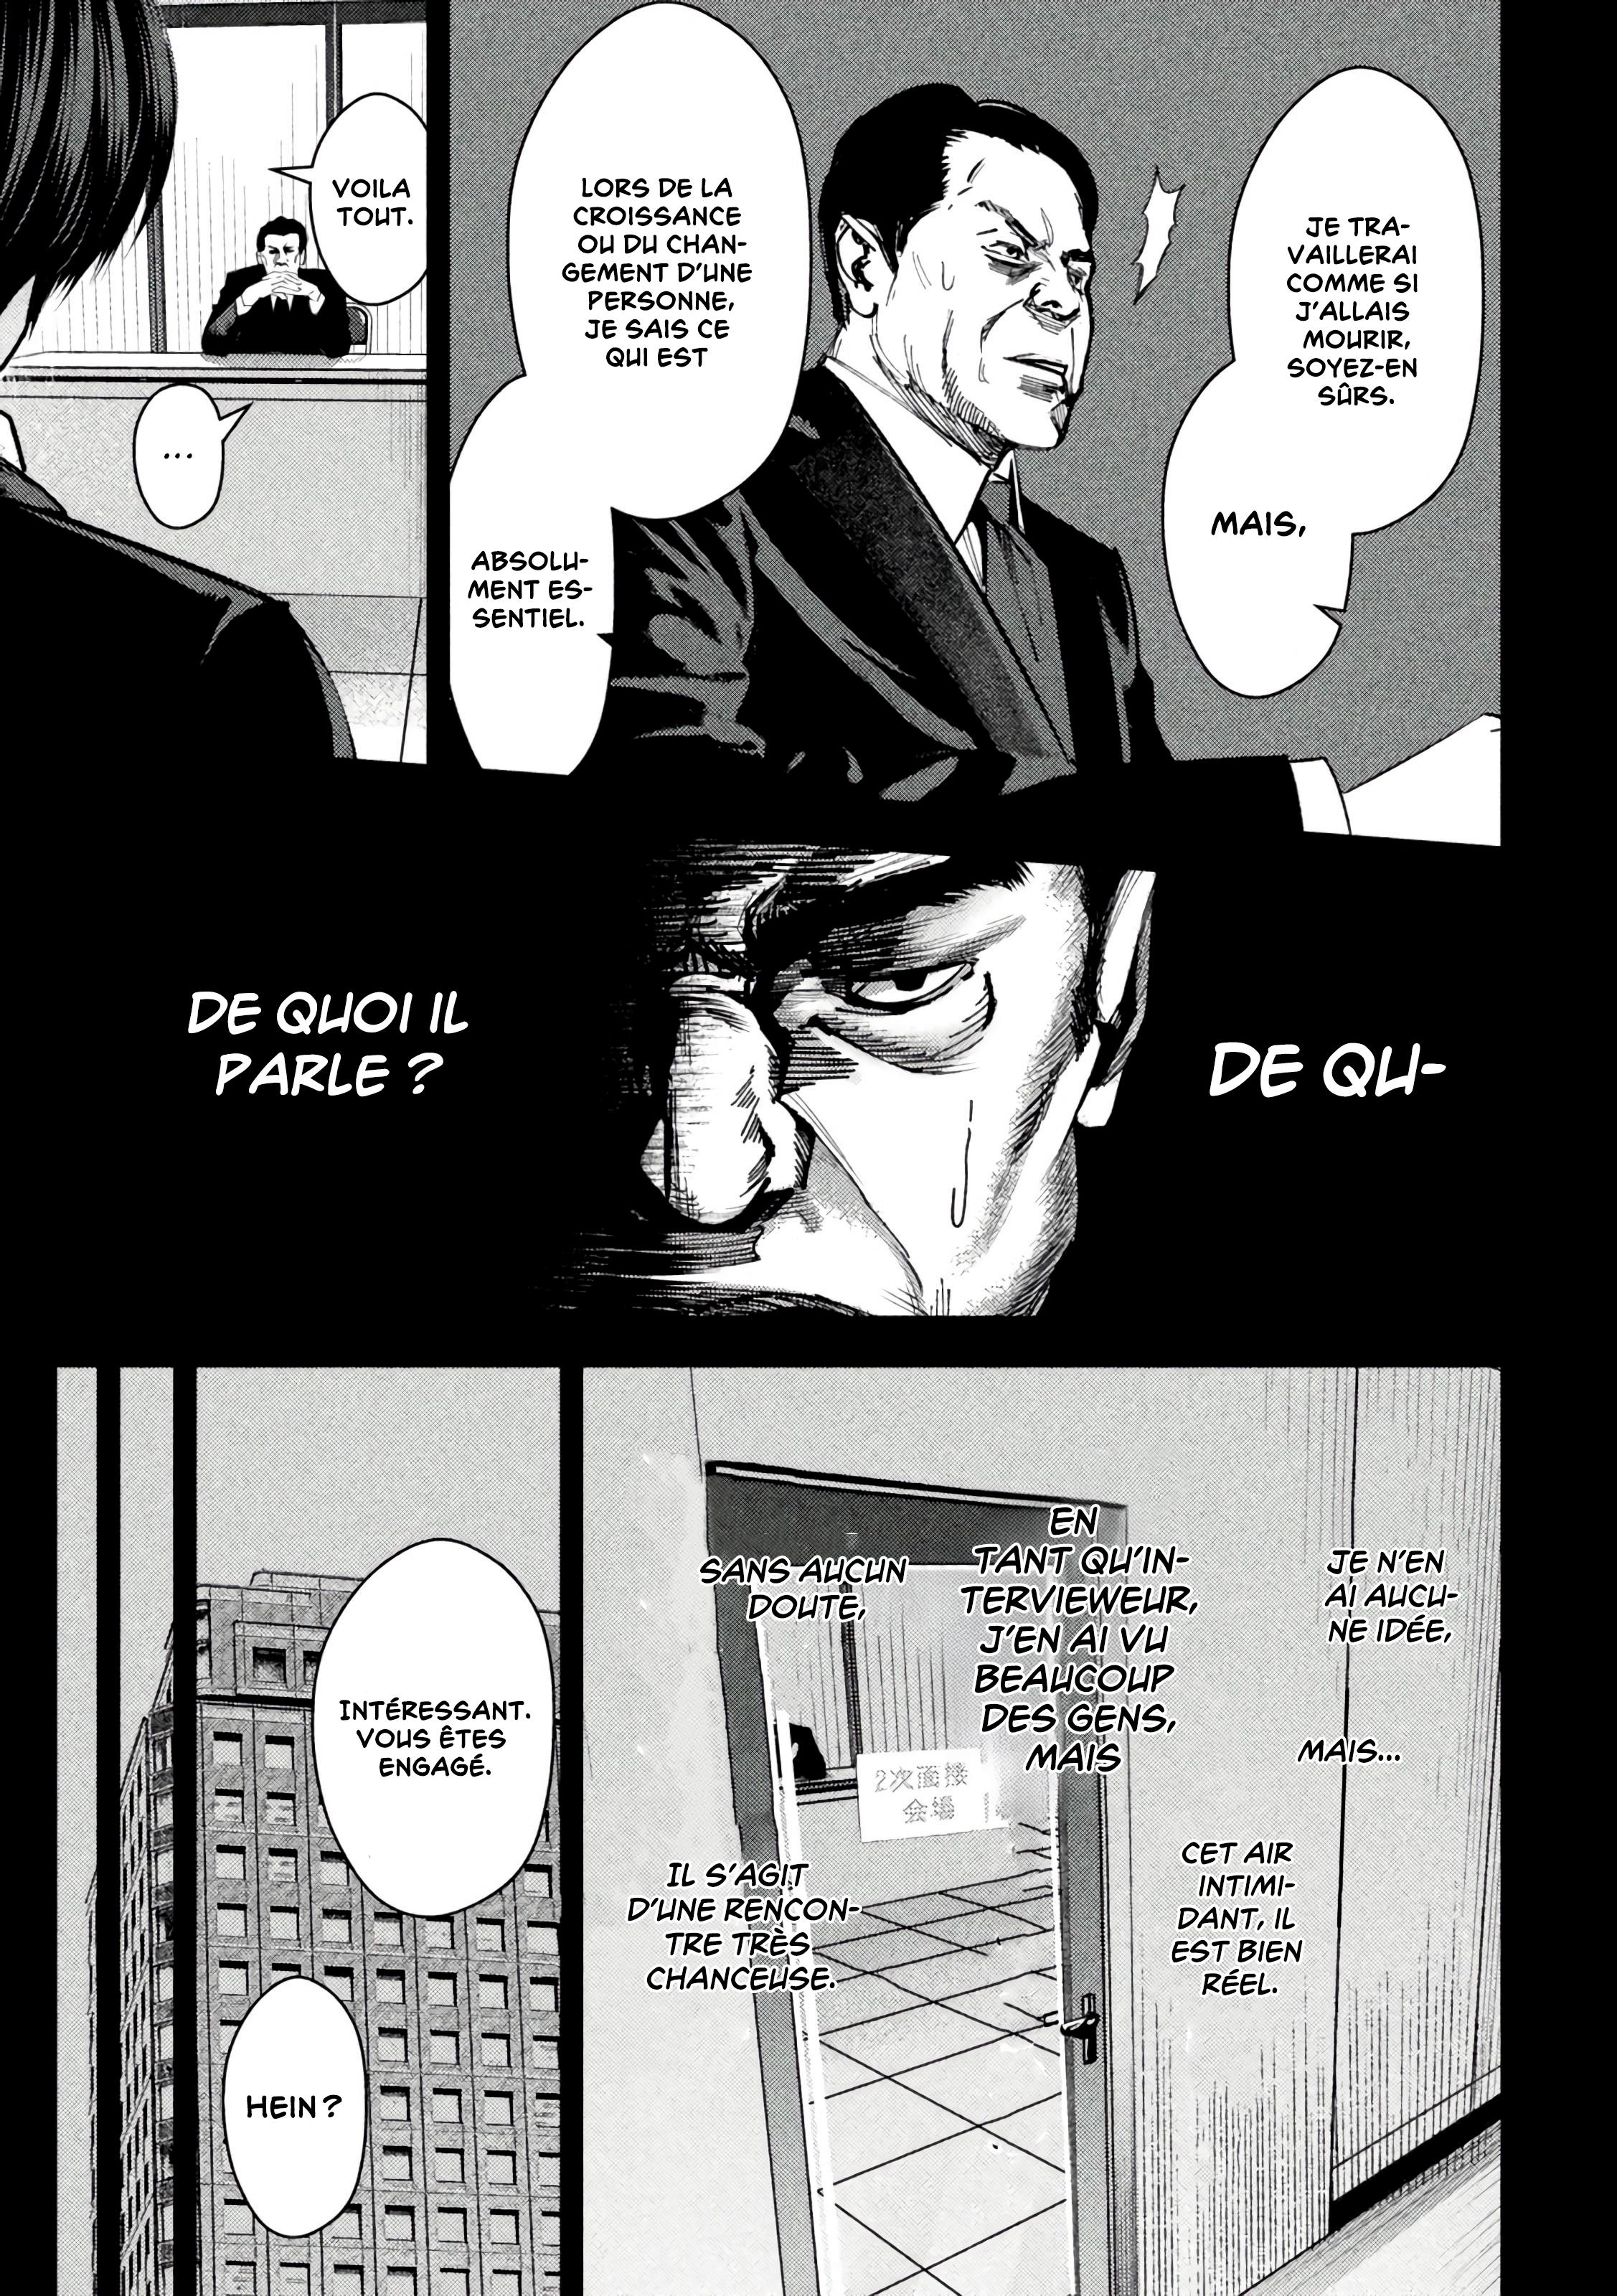 JE TRA-
VAILLERAI
COMME SI
J'ALLAIS
MOURIR,
SOYEZ-EN
SÛRS.
MAIS,
LORS DE LA
CROISSANCE
OU DU CHAN-
GEMENT D'UNE
PERSONNE,
JE SAIS CE
QUI EST
ABSOLU-
MENT ES-
SENTIEL.
VOILA
TOUT.
...
DE QU-
DE QUOI IL
PARLE ?
JE N'EN
AI AUCU-
NE IDÉE,
MAIS...
CET AIR
INTIMI-
DANT, IL
EST BIEN
RÉEL.
EN
TANT QU'IN-
TERVIEWEUR,
J'EN AI VU
BEAUCOUP
DES GENS,
MAIS
SANS AUCUN
DOUTE,
IL S'AGIT
D'UNE RENCON-
TRE TRÈS
CHANCEUSE.
2次面接
会場
INTÉRESSANT.
VOUS ÊTES
ENGAGÉ.
HEIN ?